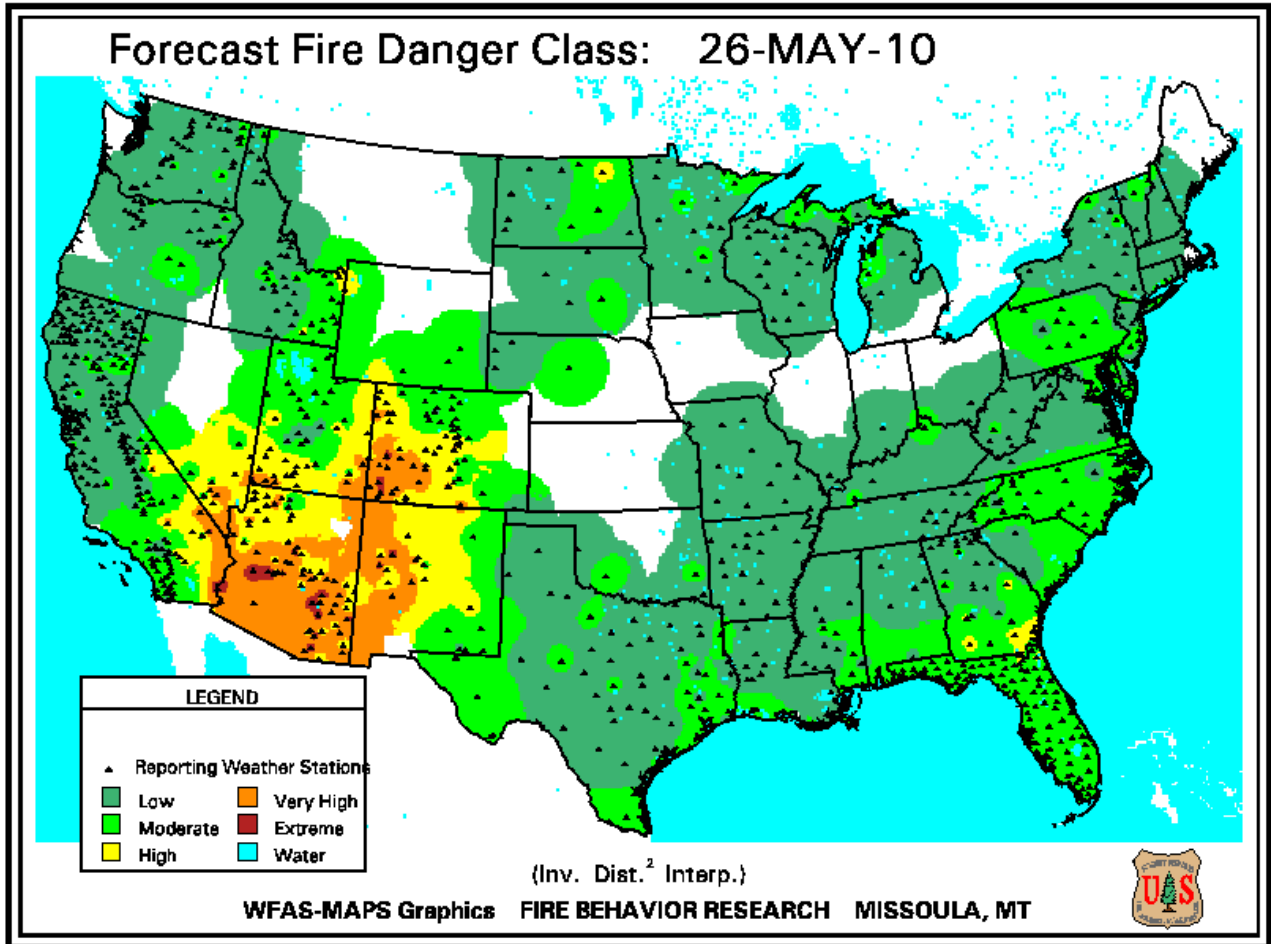 Forecast Fire Danger Class: 26-MAY-10
LEGEND
Reporting Weather Stations
Low
Very High
Moderate
Extreme
High
Water
(Inv. Dist.² Interp.)
WFAS-MAPS Graphics FIRE BEHAVIOR RESEARCH MISSOULA, MT
U S